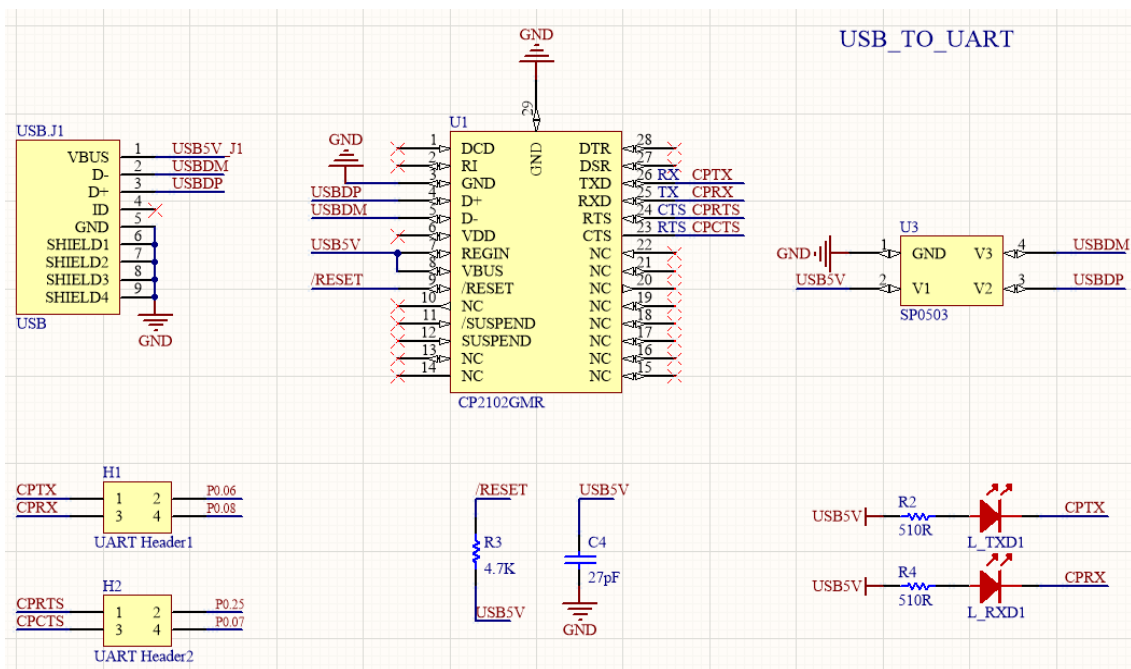 USB_TO_UART
USB.J1
VBUS 1 USB5V_J1
D- 2 USBDM
D+ 3 USBDP
ID 4
GND 5
SHIELD1 6
SHIELD2 7
SHIELD3 8
SHIELD4 9
USB
GND
GND
29
U1
GND
GND
1 DCD DTR 28
2 RI DSR 27
3 GND TXD 26 RX CPTX
USBDP 4 D+ RXD 25 TX CPRX
USBDM 5 D- RTS 24 CTS CPRTS
6 VDD CTS 23 RTS CPCTS
USB5V 7 REGIN NC 22
8 VBUS NC 21
/RESET 9 /RESET NC 20
10 NC NC 19
11 /SUSPEND NC 18
12 SUSPEND NC 17
13 NC NC 16
14 NC NC 15
CP2102GMR
U3
GND 1 GND V3 4 USBDM
USB5V 2 V1 V2 3 USBDP
SP0503
H1
CPTX 1 2 P0.06
CPRX 3 4 P0.08
UART Header1
H2
CPRTS 1 2 P0.25
CPCTS 3 4 P0.07
UART Header2
/RESET
R3
4.7K
USB5V
USB5V
C4
27pF
GND
USB5V R2 CPTX
510R
L_TXD1
USB5V R4 CPRX
510R
L_RXD1